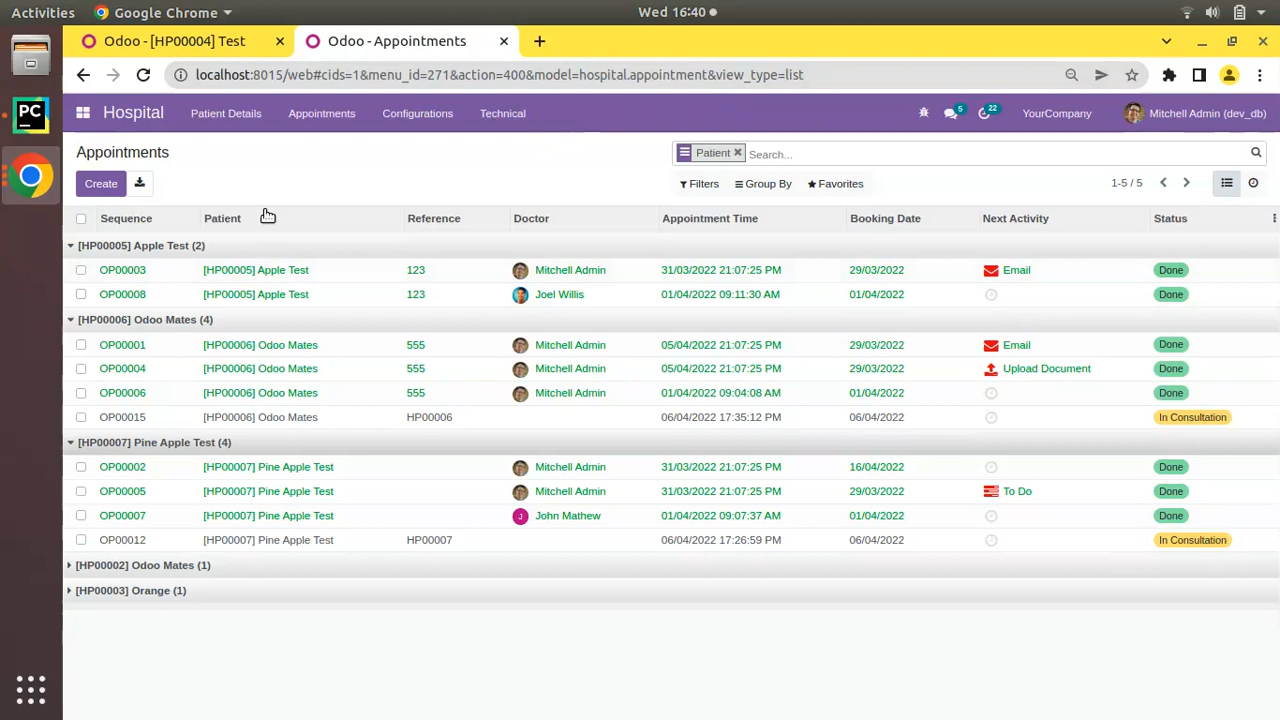 Activities Google Chrome Wed 16:40
Odoo - [HP00004] Test Odoo - Appointments
localhost:8015/web#cids=1&menu_id=271&action=400&model=hospital.appointment&view_type=list
Hospital Patient Details Appointments Configurations Technical 5 22 YourCompany Mitchell Admin (dev_db)
Appointments Patient Search...
Create Filters Group By Favorites 1-5 / 5
Sequence Patient Reference Doctor Appointment Time Booking Date Next Activity Status
[HP00005] Apple Test (2)
OP00003 [HP00005] Apple Test 123 Mitchell Admin 31/03/2022 21:07:25 PM 29/03/2022 Email Done
OP00008 [HP00005] Apple Test 123 Joel Willis 01/04/2022 09:11:30 AM 01/04/2022 Done
[HP00006] Odoo Mates (4)
OP00001 [HP00006] Odoo Mates 555 Mitchell Admin 05/04/2022 21:07:25 PM 29/03/2022 Email Done
OP00004 [HP00006] Odoo Mates 555 Mitchell Admin 05/04/2022 21:07:25 PM 29/03/2022 Upload Document Done
OP00006 [HP00006] Odoo Mates 555 Mitchell Admin 01/04/2022 09:04:08 AM 01/04/2022 Done
OP00015 [HP00006] Odoo Mates HP00006 06/04/2022 17:35:12 PM 06/04/2022 In Consultation
[HP00007] Pine Apple Test (4)
OP00002 [HP00007] Pine Apple Test Mitchell Admin 31/03/2022 21:07:25 PM 16/04/2022 Done
OP00005 [HP00007] Pine Apple Test Mitchell Admin 31/03/2022 21:07:25 PM 29/03/2022 To Do Done
OP00007 [HP00007] Pine Apple Test J John Mathew 01/04/2022 09:07:37 AM 01/04/2022 Done
OP00012 [HP00007] Pine Apple Test HP00007 06/04/2022 17:26:59 PM 06/04/2022 In Consultation
[HP00002] Odoo Mates (1)
[HP00003] Orange (1)
PC